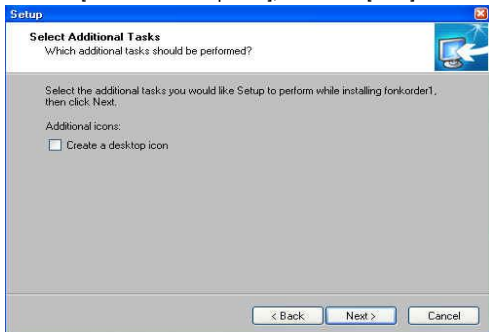 Setup
Select Additional Tasks
Which additional tasks should be performed?
Select the additional tasks you would like Setup to perform while installing fonkorder1,
then click Next.
Additional icons:
Create a desktop icon
< Back
Next >
Cancel